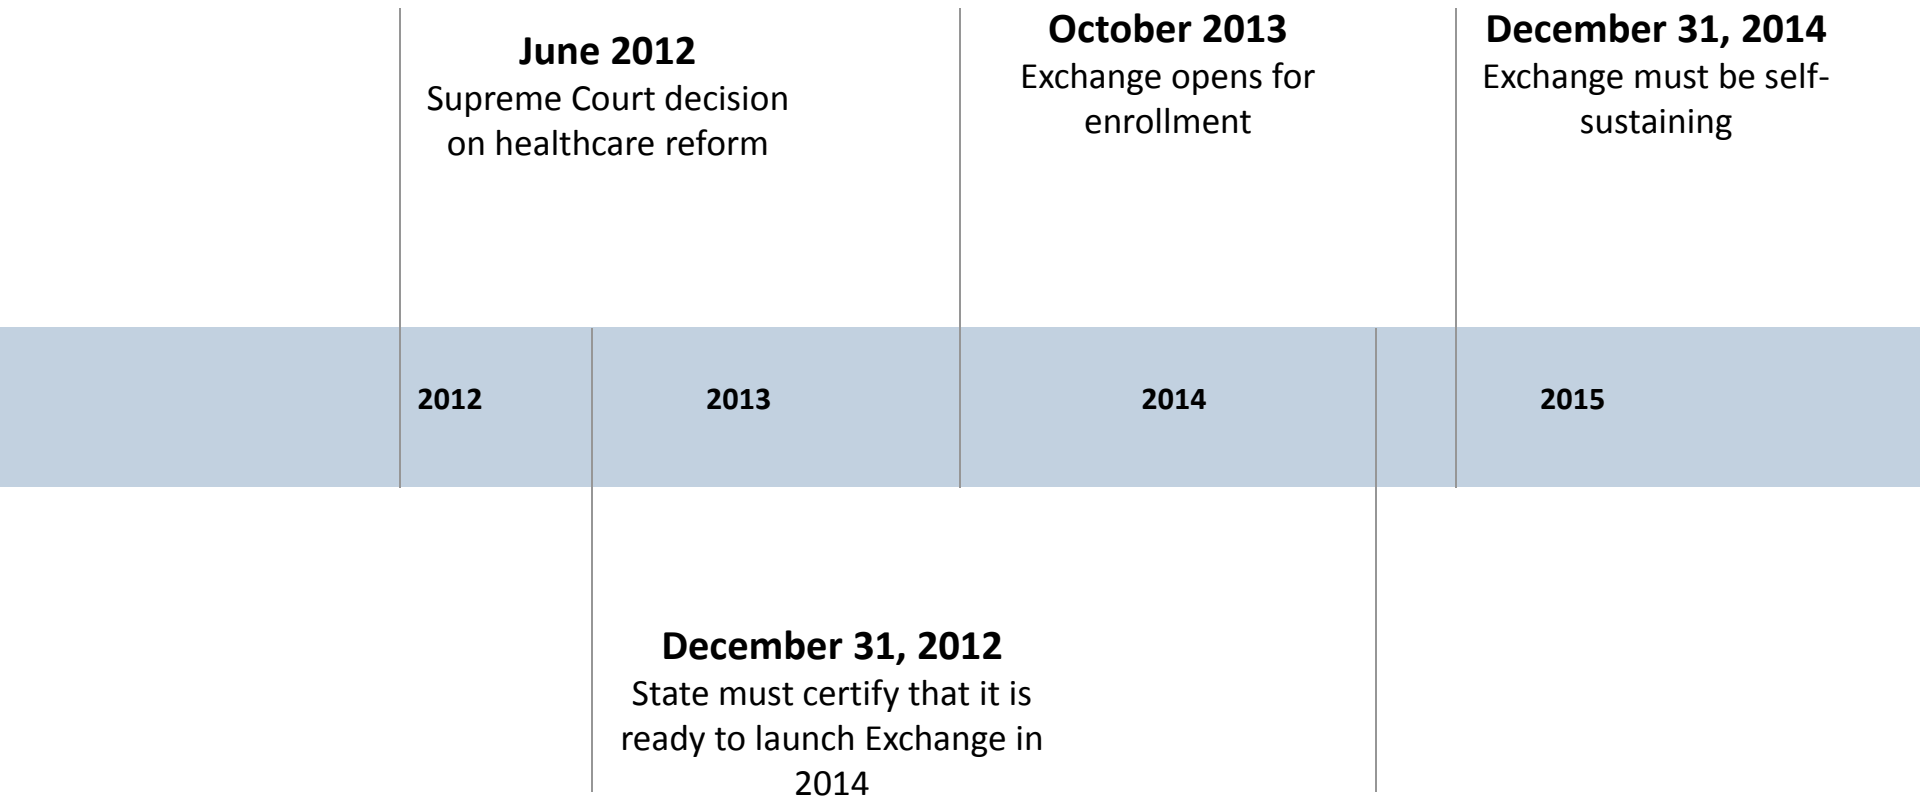 June 2012
Supreme Court decision
on healthcare reform
October 2013
Exchange opens for
enrollment
December 31, 2014
Exchange must be self-
sustaining
2012
2013
2014
2015
December 31, 2012
State must certify that it is
ready to launch Exchange in
2014